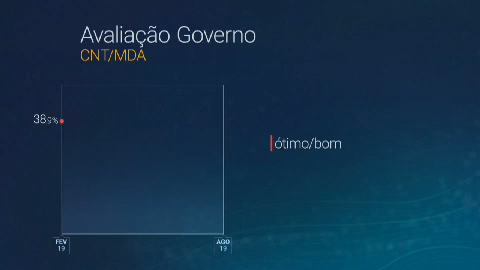 Avaliação Governo
CNT/MDA
38,9%
ótimo/bom
FEV
19
AGO
19